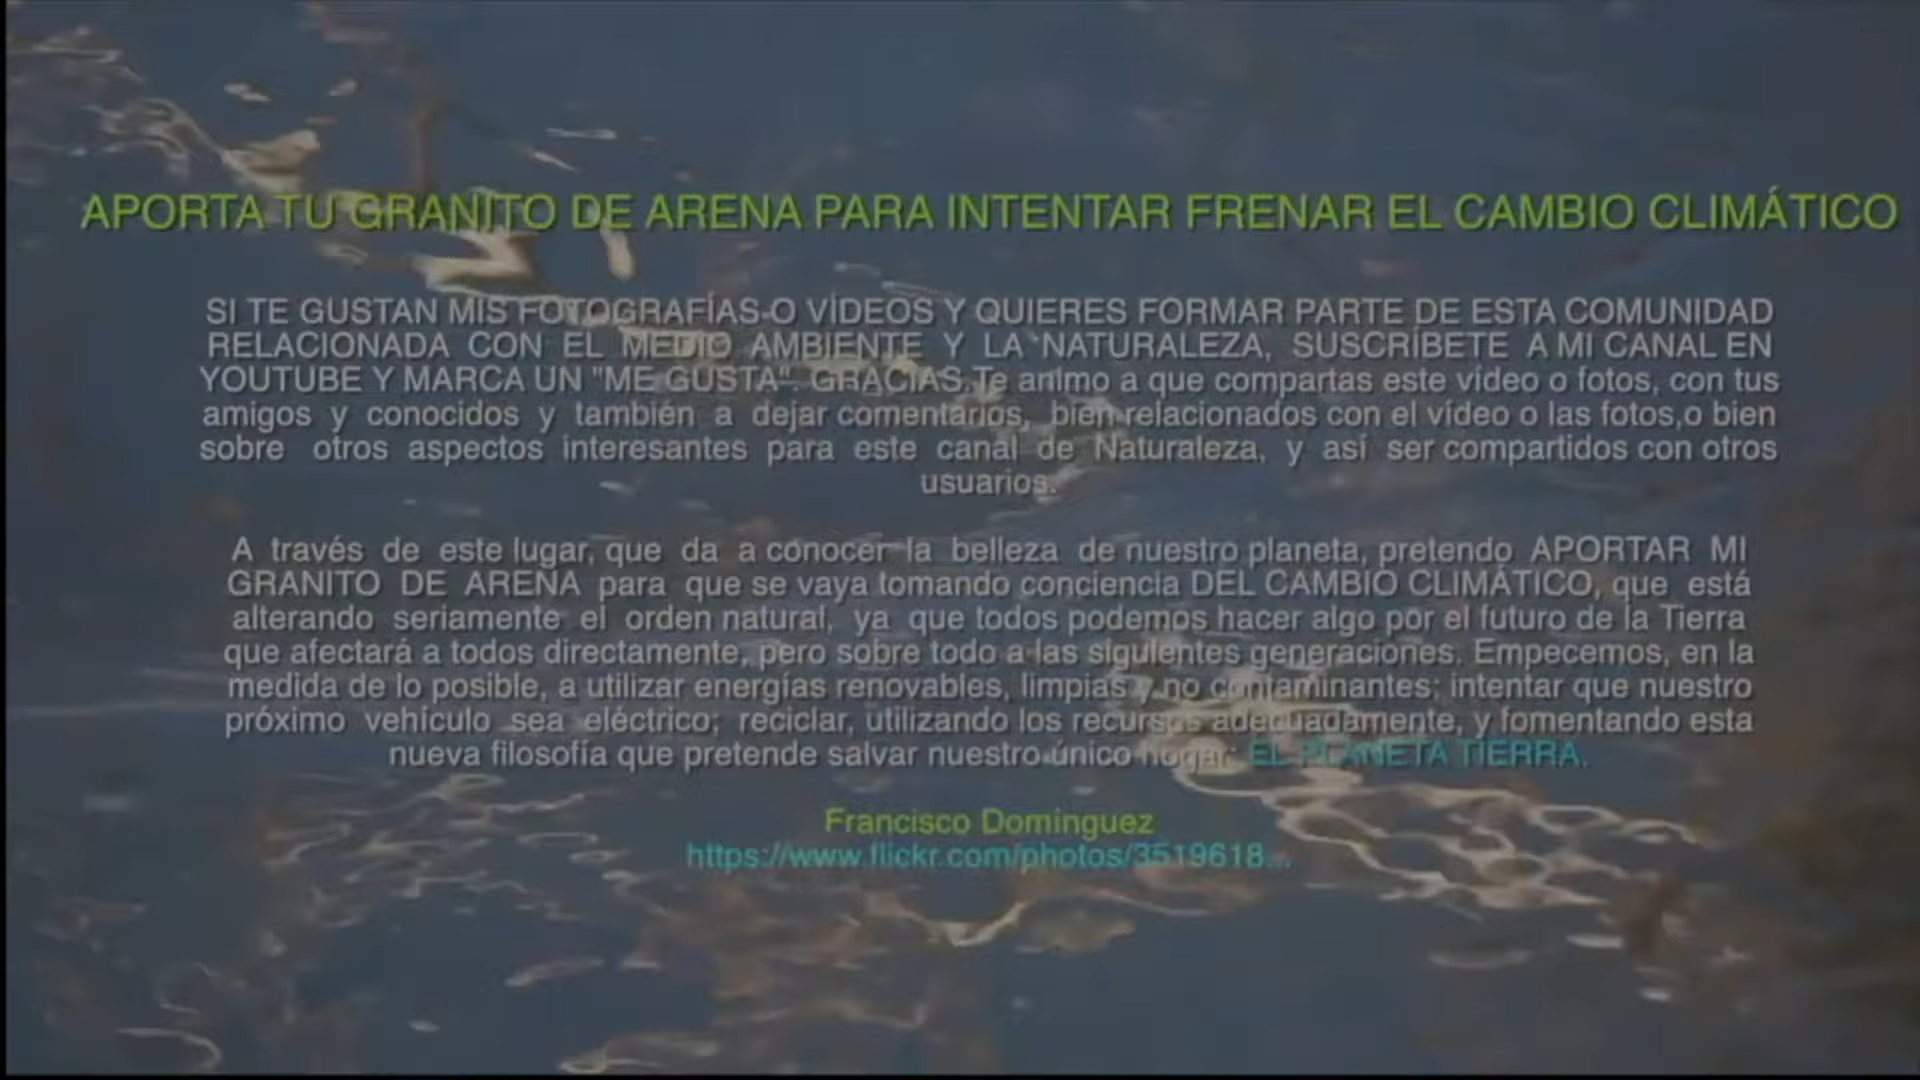 APORTA TU GRANITO DE ARENA PARA INTENTAR FRENAR EL CAMBIO CLIMÁTICO
SI TE GUSTAN MIS FOTOGRAFÍAS O VÍDEOS Y QUIERES FORMAR PARTE DE ESTA COMUNIDAD
RELACIONADA CON EL MEDIO AMBIENTE Y LA NATURALEZA, SUSCRÍBETE A MI CANAL EN
YOUTUBE Y MARCA UN "ME GUSTA". GRACIAS.Te animo a que compartas este vídeo o fotos, con tus
amigos y conocidos y también a dejar comentarios, bien relacionados con el vídeo o las fotos,o bien
sobre otros aspectos interesantes para este canal de Naturaleza, y así ser compartidos con otros
usuarios.
A través de este lugar, que da a conocer la belleza de nuestro planeta, pretendo APORTAR MI
GRANITO DE ARENA para que se vaya tomando conciencia DEL CAMBIO CLIMÁTICO, que está
alterando seriamente el orden natural, ya que todos podemos hacer algo por el futuro de la Tierra
que afectará a todos directamente, pero sobre todo a las siguientes generaciones. Empecemos, en la
medida de lo posible, a utilizar energías renovables, limpias y no contaminantes; intentar que nuestro
próximo vehículo sea eléctrico; reciclar, utilizando los recursos adecuadamente, y fomentando esta
nueva filosofía que pretende salvar nuestro único hogar: EL PLANETA TIERRA.
Francisco Domínguez
https://www.flickr.com/photos/3519618...